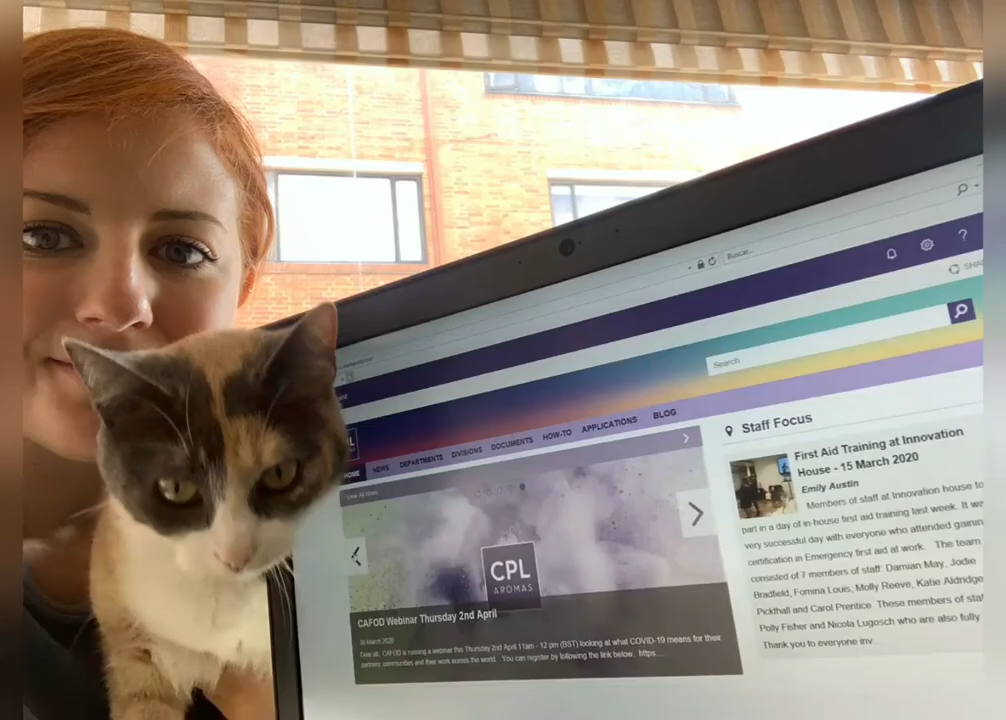 Buscar...
SHA
Search
HOME NEWS DEPARTMENTS DIVISIONS DOCUMENTS HOW-TO APPLICATIONS BLOG
View All News
CPL
AROMAS
CAFOD Webinar Thursday 2nd April
March 2020
Dear all, CAFOD is running a webinar this Thursday 2nd April 11am - 12 pm (BST) looking at what COVID-19 means for their
partners, communities and their work across the world. You can register by following the link below. https...
Staff Focus
First Aid Training at Innovation
House - 15 March 2020
Emily Austin
Members of staff at Innovation house to
part in a day of in-house first aid training last week. It wa
very successful day with everyone who attended gainin
certification in Emergency first aid at work. The team
consisted of 7 members of staff: Damian May, Jodie
Bradfield, Fomina Louis, Molly Reeve, Katie Aldridge
Pickthall and Carol Prentice. These members of staf
Polly Fisher and Nicola Lugosch who are also fully
Thank you to everyone inv...